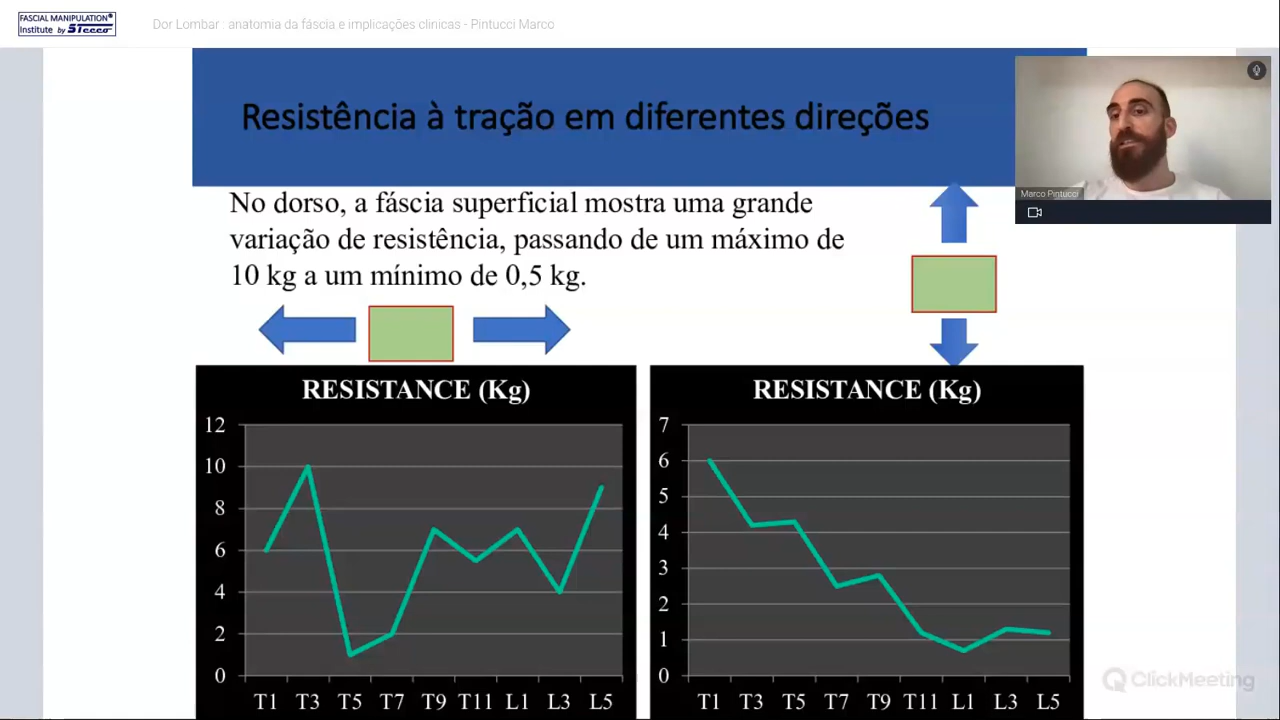 FASCIAL MANIPULATION®
Institute by STECCO
Dor Lombar : anatomia da fáscia e implicações clinicas - Pintucci Marco
Resistência à tração em diferentes direções
Marco Pintucci
No dorso, a fáscia superficial mostra uma grande
variação de resistência, passando de um máximo de
10 kg a um mínimo de 0,5 kg.
RESISTANCE (Kg)
12
10
8
6
4
2
0
T1 T3 T5 T7 T9 T11 L1 L3 L5
RESISTANCE (Kg)
7
6
5
4
3
2
1
0
T1 T3 T5 T7 T9 T11 L1 L3 L5
ClickMeeting